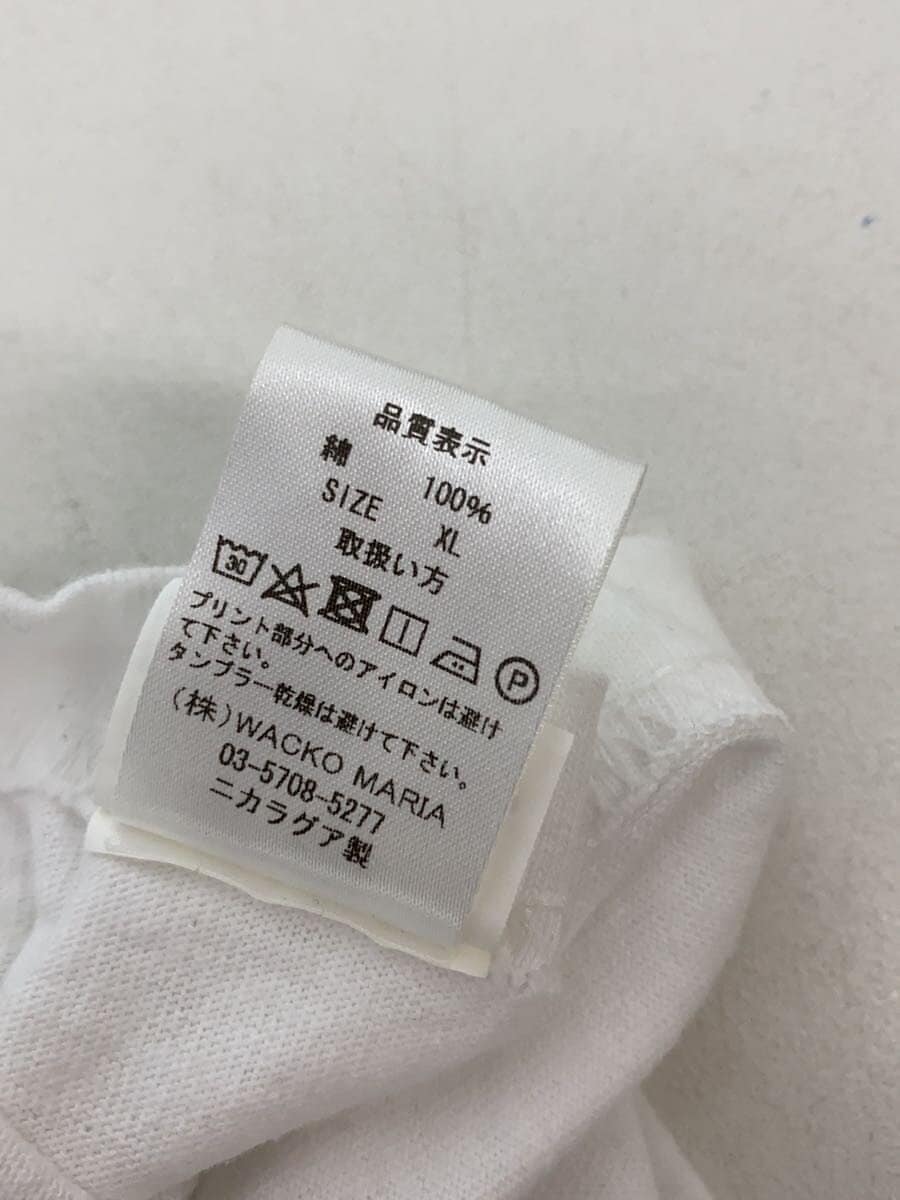 品質表示
綿 100%
SIZE XL
取扱い方
30 P
プリント部分へのアイロンは避け
て下さい。
タンブラー乾燥は避けて下さい。
(株)WACKO MARIA
03-5708-5277
ニカラグア製